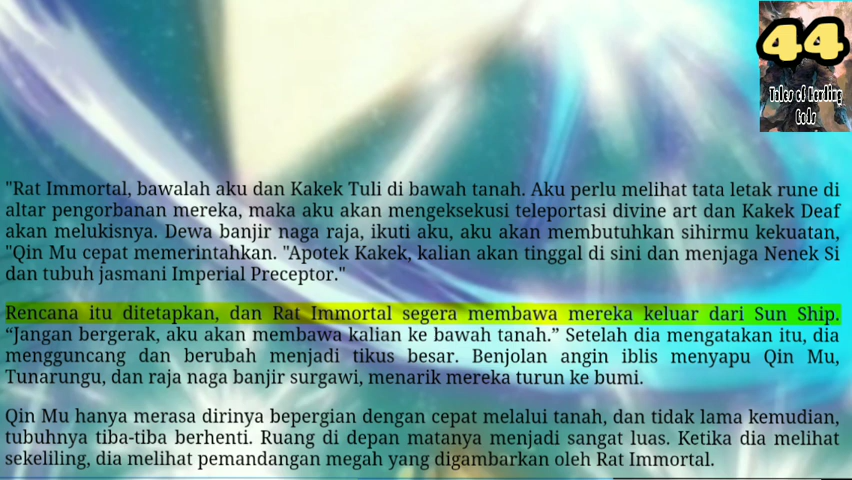 44
Tales of Herding
Gods
"Rat Immortal, bawalah aku dan Kakek Tuli di bawah tanah. Aku perlu melihat tata letak rune di
altar pengorbanan mereka, maka aku akan mengeksekusi teleportasi divine art dan Kakek Deaf
akan melukisnya. Dewa banjir naga raja, ikuti aku, aku akan membutuhkan sihirmu kekuatan,
"Qin Mu cepat memerintahkan. "Apotek Kakek, kalian akan tinggal di sini dan menjaga Nenek Si
dan tubuh jasmani Imperial Preceptor."
Rencana itu ditetapkan, dan Rat Immortal segera membawa mereka keluar dari Sun Ship.
“Jangan bergerak, aku akan membawa kalian ke bawah tanah.” Setelah dia mengatakan itu, dia
mengguncang dan berubah menjadi tikus besar. Benjolan angin iblis menyapu Qin Mu,
Tunarungu, dan raja naga banjir surgawi, menarik mereka turun ke bumi.
Qin Mu hanya merasa dirinya bepergian dengan cepat melalui tanah, dan tidak lama kemudian,
tubuhnya tiba-tiba berhenti. Ruang di depan matanya menjadi sangat luas. Ketika dia melihat
sekeliling, dia melihat pemandangan megah yang digambarkan oleh Rat Immortal.